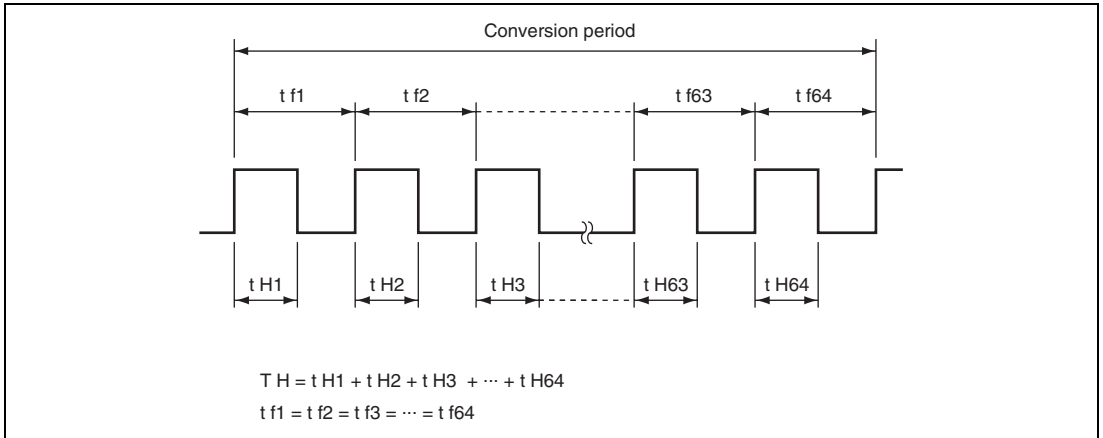 Conversion period
t f1 t f2 t f63 t f64
t H1 t H2 t H3 t H63 t H64
T H = t H1 + t H2 + t H3 + ··· + t H64
t f1 = t f2 = t f3 = ··· = t f64